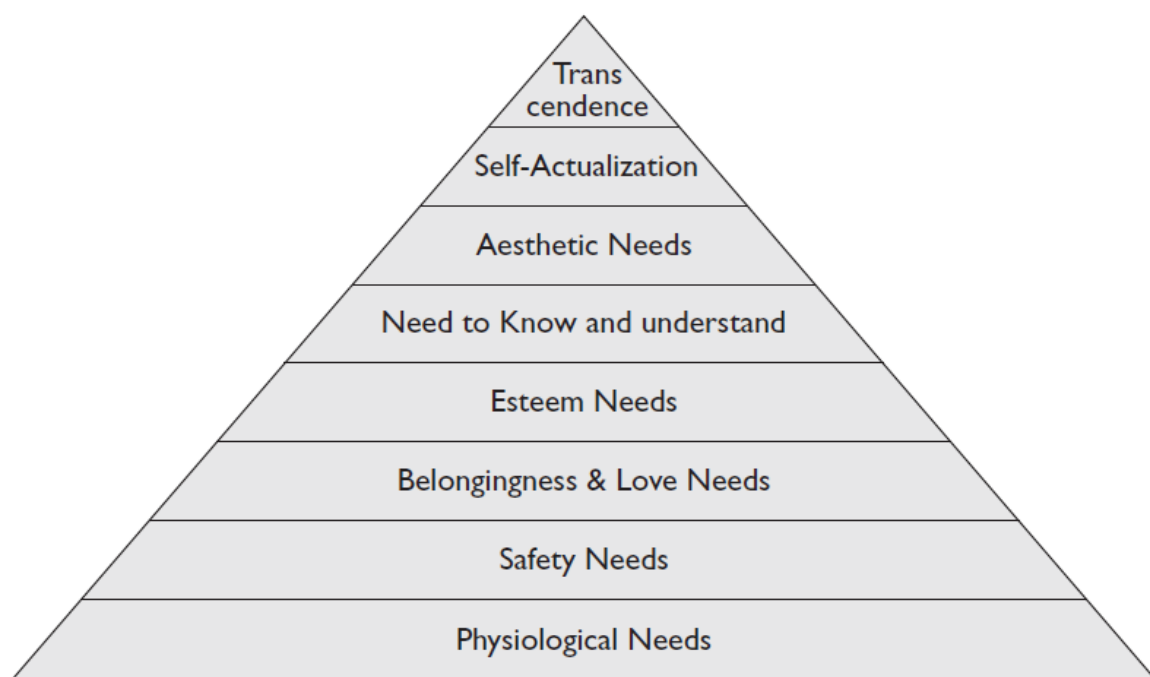 Trans
cendence
Self-Actualization
Aesthetic Needs
Need to Know and understand
Esteem Needs
Belongingness & Love Needs
Safety Needs
Physiological Needs